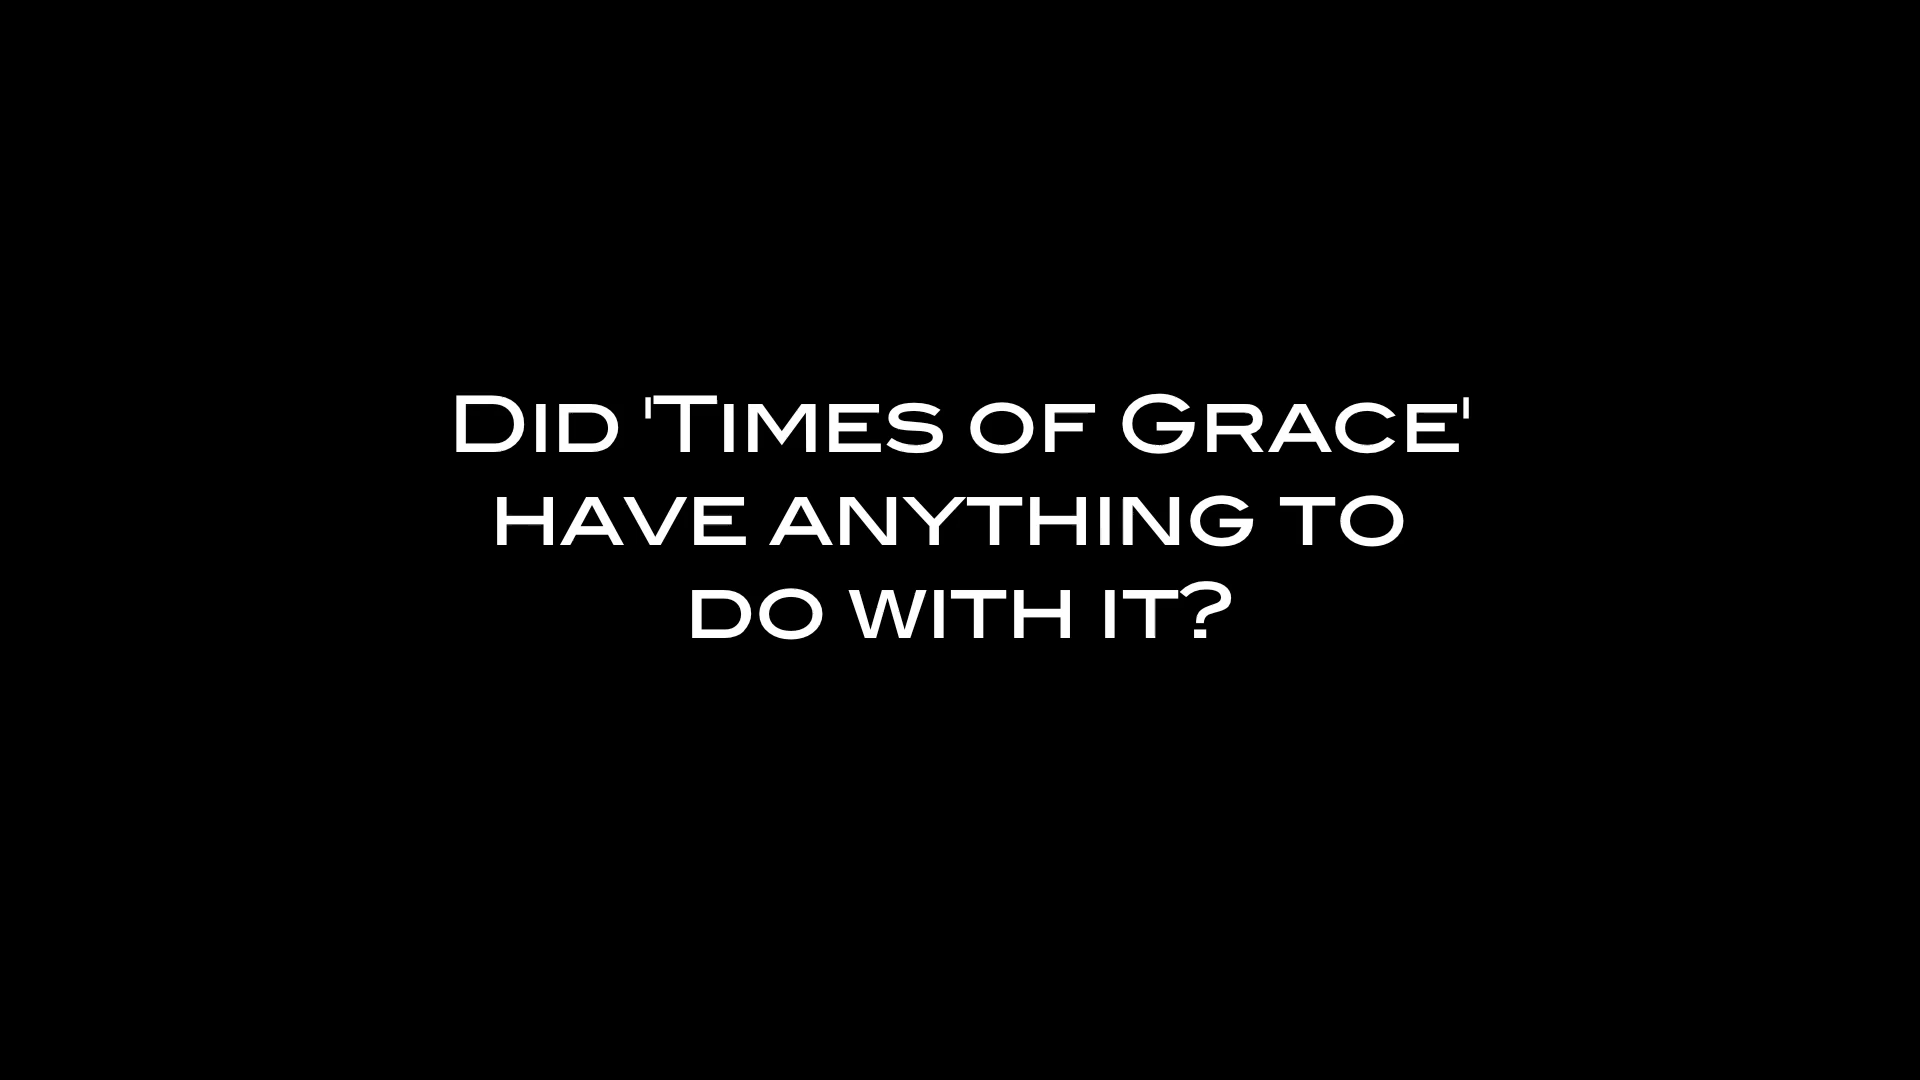 Did 'Times of Grace'
have anything to
do with it?